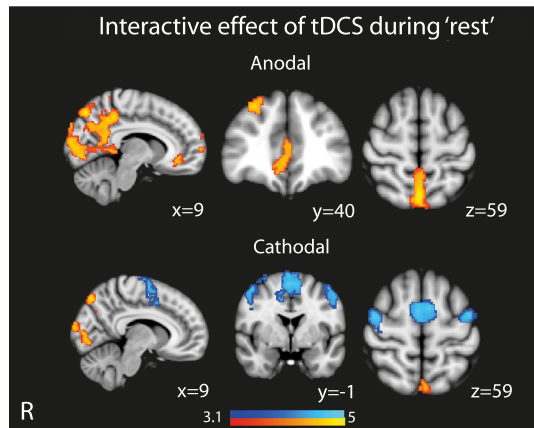 Interactive effect of tDCS during ‘rest’
Anodal
x=9 y=40 z=59
Cathodal
x=9 y=-1 z=59
R 3.1 5